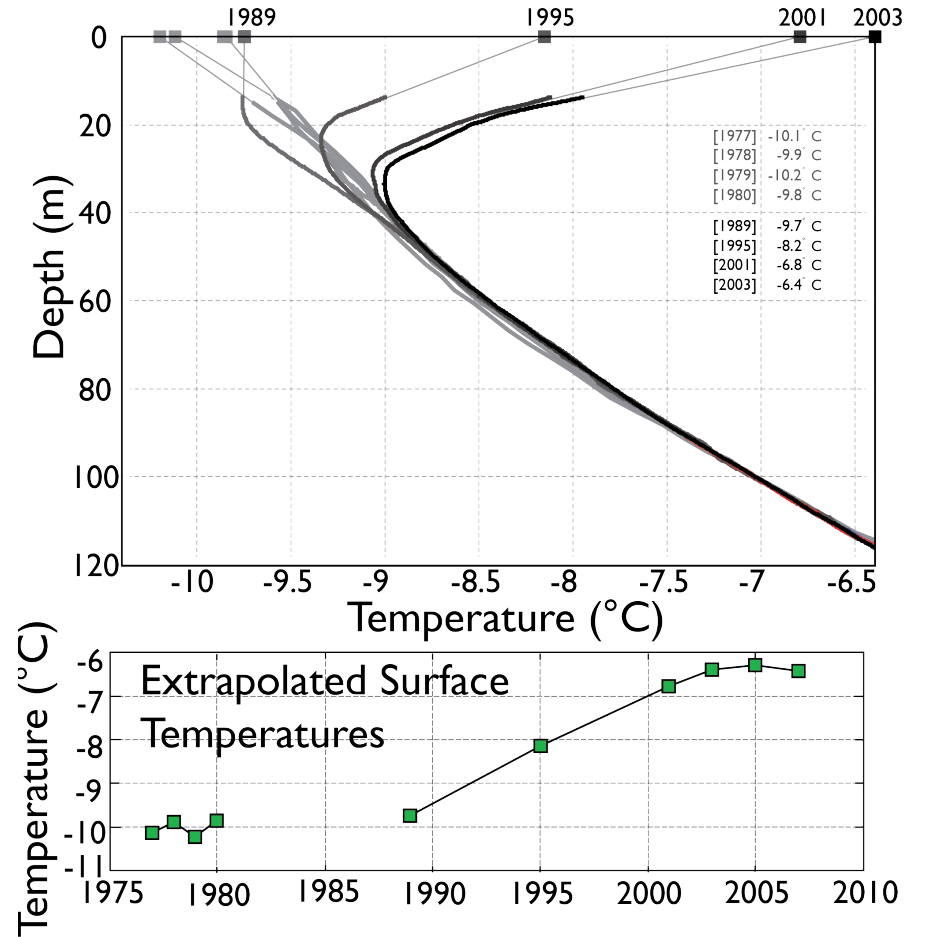 1989 1995 2001 2003
0
20
40
60
80
100
120
Depth (m)
[1977] -10.1° C
[1978] -9.9° C
[1979] -10.2° C
[1980] -9.8° C
[1989] -9.7° C
[1995] -8.2° C
[2001] -6.8° C
[2003] -6.4° C
-10 -9.5 -9 -8.5 -8 -7.5 -7 -6.5
Temperature (°C)
Temperature (°C)
-6
-7
-8
-9
-10
-11
Extrapolated Surface
Temperatures
1975 1980 1985 1990 1995 2000 2005 2010